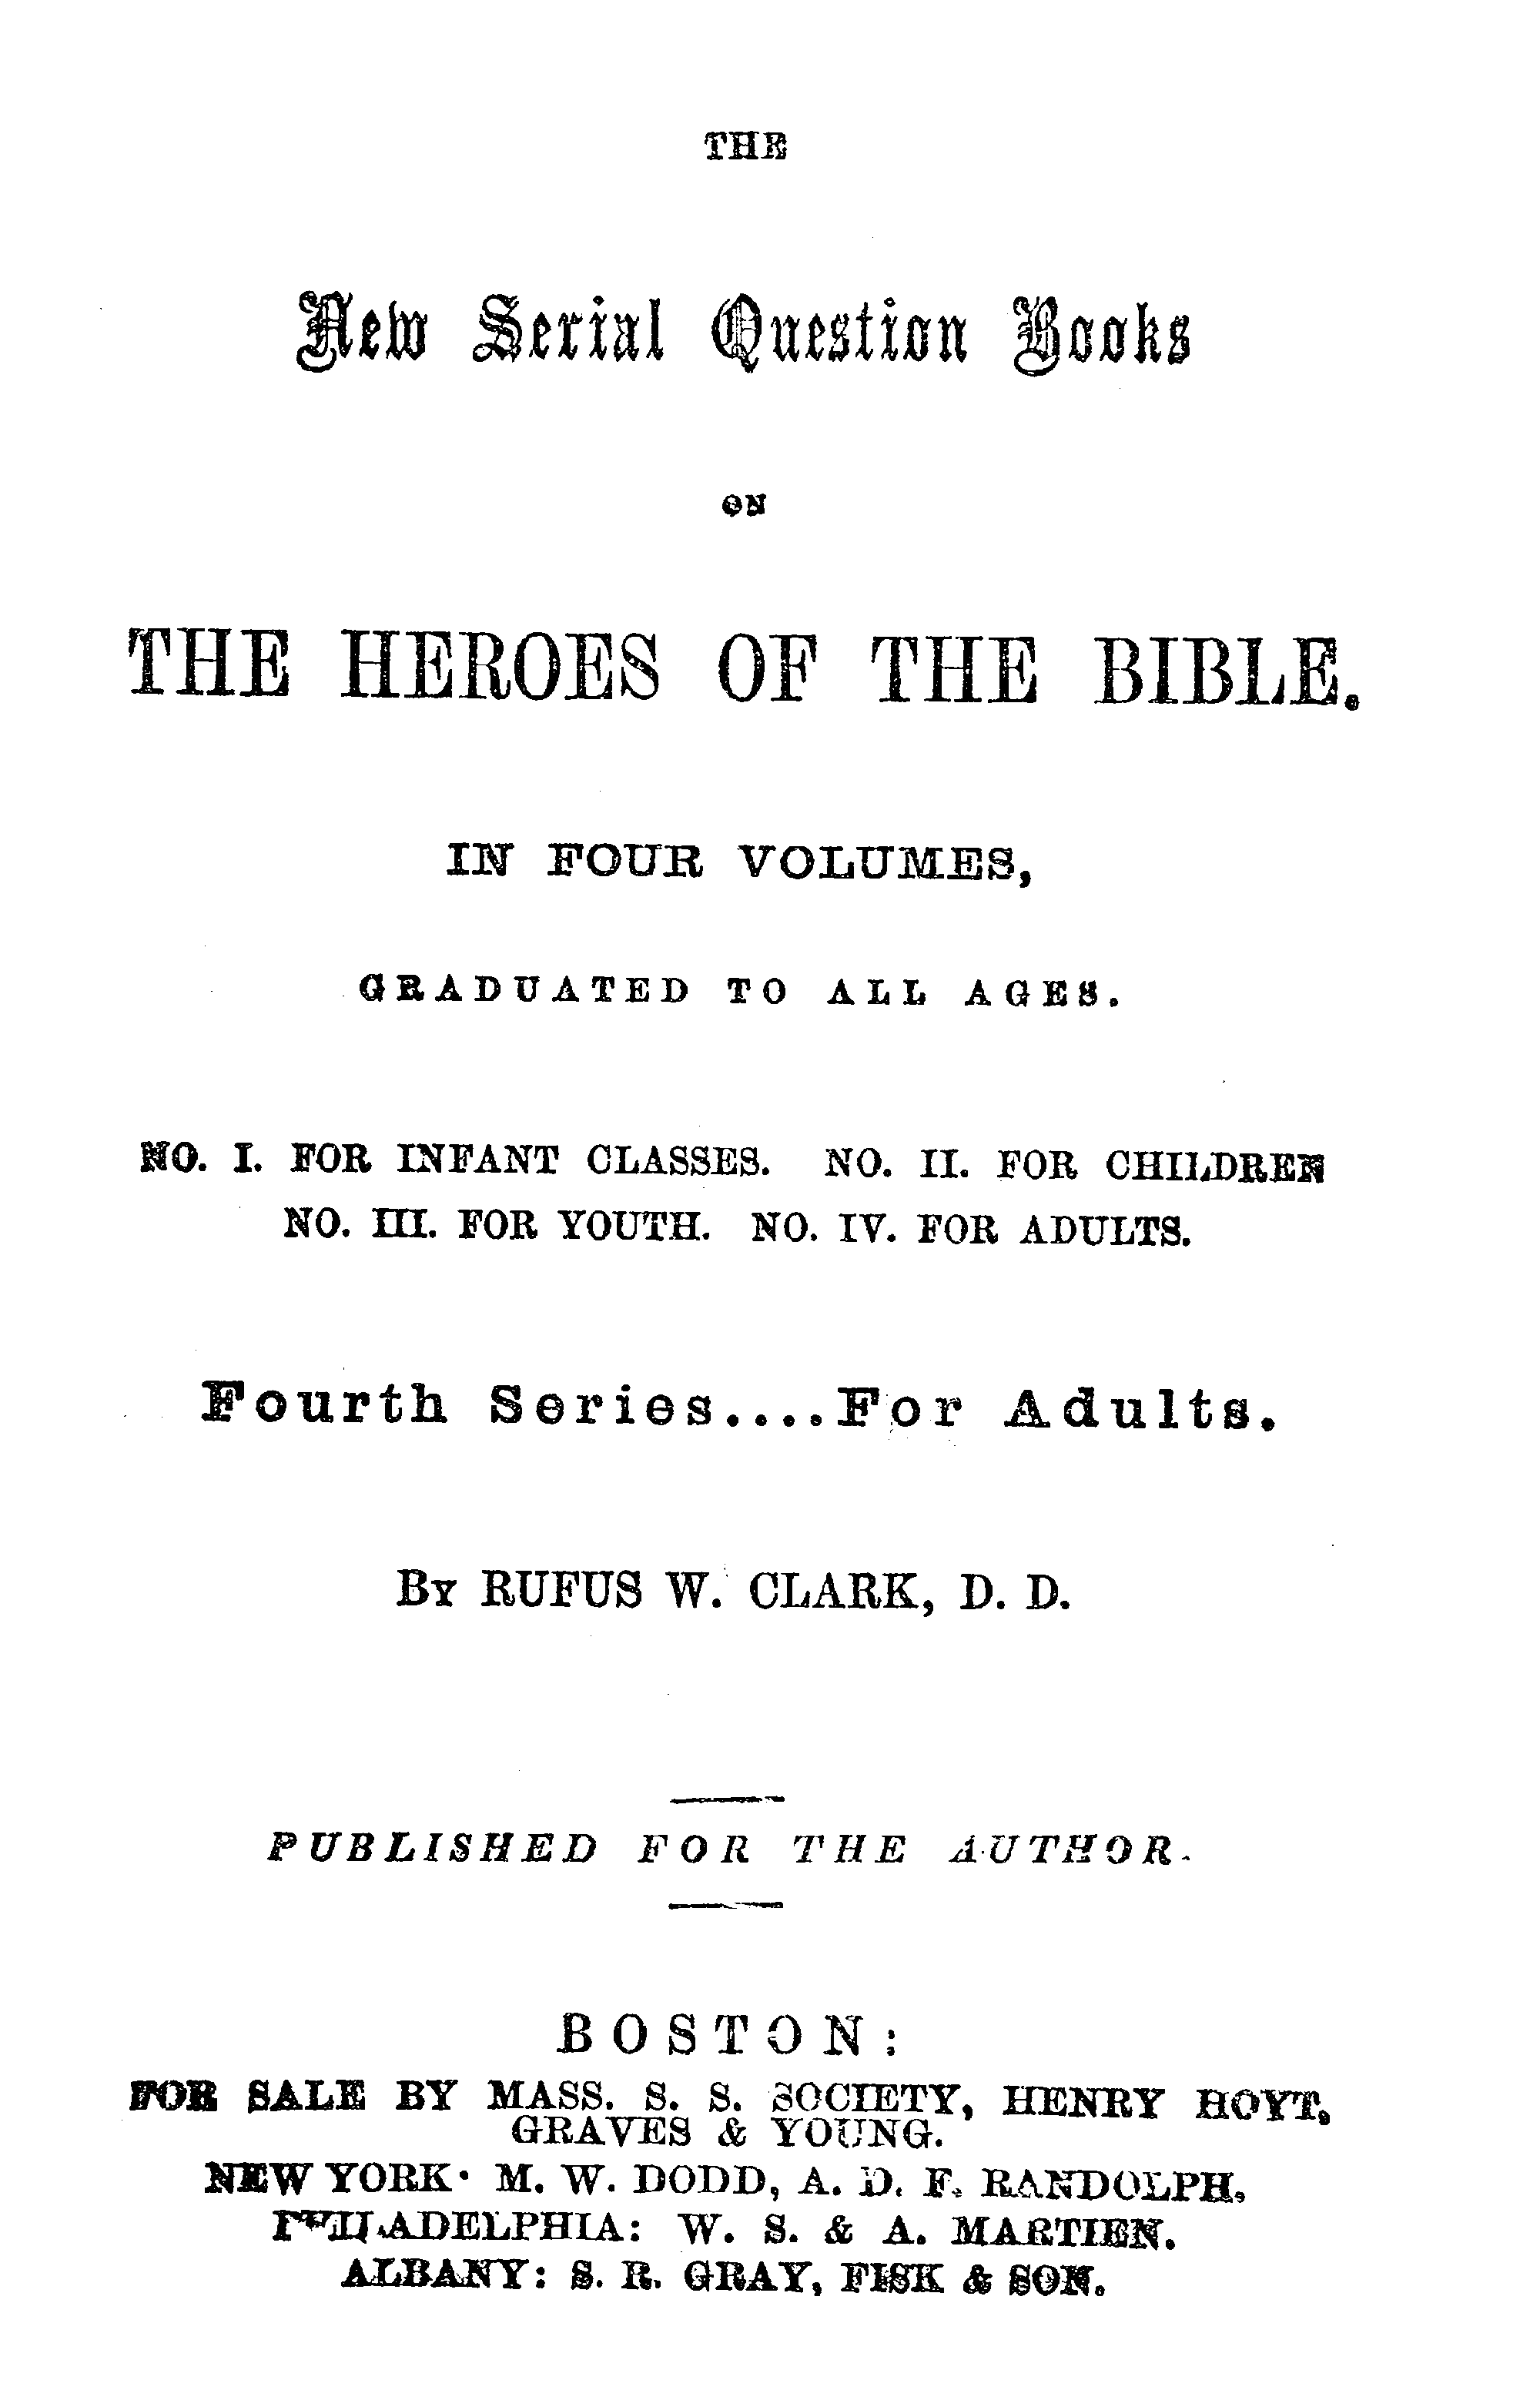 THE
New Serial Question Books
ON
THE HEROES OF THE BIBLE.
IN FOUR VOLUMES,
GRADUATED TO ALL AGES.
NO. I. FOR INFANT CLASSES. NO. II. FOR CHILDREN
NO. III. FOR YOUTH. NO. IV. FOR ADULTS.
Fourth Series....For Adults.
By RUFUS W. CLARK, D. D.
PUBLISHED FOR THE AUTHOR.
BOSTON:
FOR SALE BY MASS. S. S. SOCIETY, HENRY HOYT,
GRAVES & YOUNG.
NEW YORK: M. W. DODD, A. D. F. RANDOLPH,
PHILADELPHIA: W. S. & A. MARTIEN.
ALBANY: S. R. GRAY, FISK & SON.